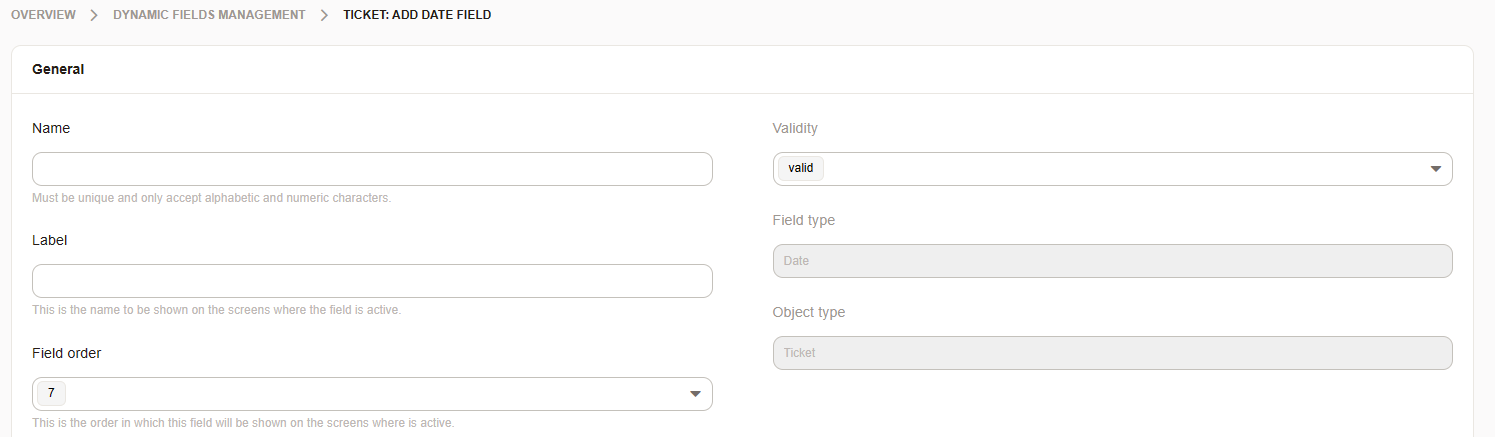 OVERVIEW > DYNAMIC FIELDS MANAGEMENT > TICKET: ADD DATE FIELD
General
Name
Must be unique and only accept alphabetic and numeric characters.
Label
This is the name to be shown on the screens where the field is active.
Field order
7
This is the order in which this field will be shown on the screens where is active.
Validity
valid
Field type
Date
Object type
Ticket